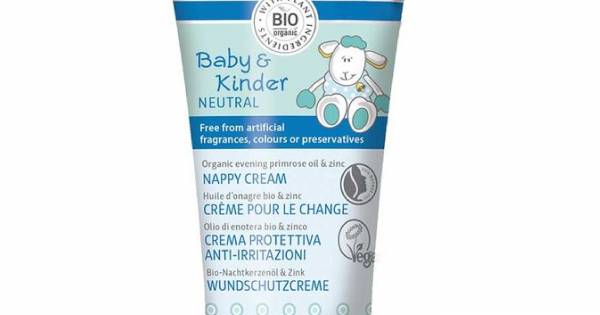 INGREDIENTS
BIO
organic
Baby &
Kinder
NEUTRAL
Free from artificial
fragrances, colours or preservatives
Organic evening primrose oil & zinc
NAPPY CREAM
Huile d'onagre bio & zinc
CRÈME POUR LE CHANGE
Olio di enotera bio & zinco
CREMA PROTETTIVA
ANTI-IRRITAZIONI
Bio-Nachtkerzenöl & Zink
WUNDSCHUTZCREME